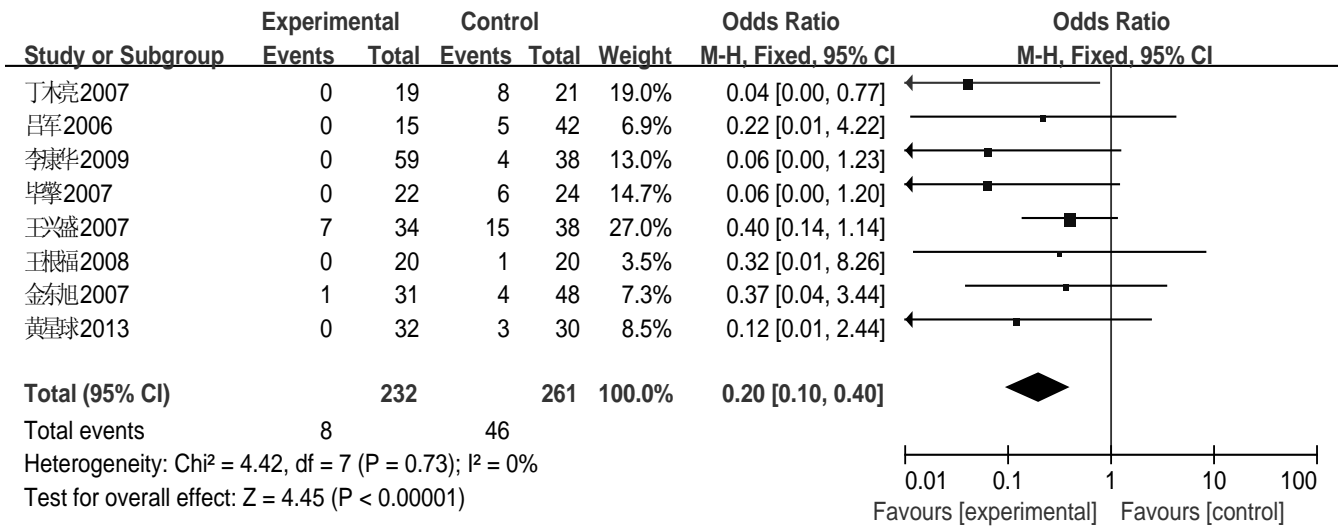 Experimental Control Odds Ratio Odds Ratio
Study or Subgroup Events Total Events Total Weight M-H, Fixed, 95% CI M-H, Fixed, 95% CI
丁木亮2007 0 19 8 21 19.0% 0.04 [0.00, 0.77]
吕军2006 0 15 5 42 6.9% 0.22 [0.01, 4.22]
李康华2009 0 59 4 38 13.0% 0.06 [0.00, 1.23]
毕擎2007 0 22 6 24 14.7% 0.06 [0.00, 1.20]
王兴盛2007 7 34 15 38 27.0% 0.40 [0.14, 1.14]
王根福2008 0 20 1 20 3.5% 0.32 [0.01, 8.26]
金东旭2007 1 31 4 48 7.3% 0.37 [0.04, 3.44]
黄星球2013 0 32 3 30 8.5% 0.12 [0.01, 2.44]
Total (95% CI) 232 261 100.0% 0.20 [0.10, 0.40]
Total events 8 46
Heterogeneity: Chi² = 4.42, df = 7 (P = 0.73); I² = 0%
Test for overall effect: Z = 4.45 (P < 0.00001)
0.01 0.1 1 10 100
Favours [experimental] Favours [control]